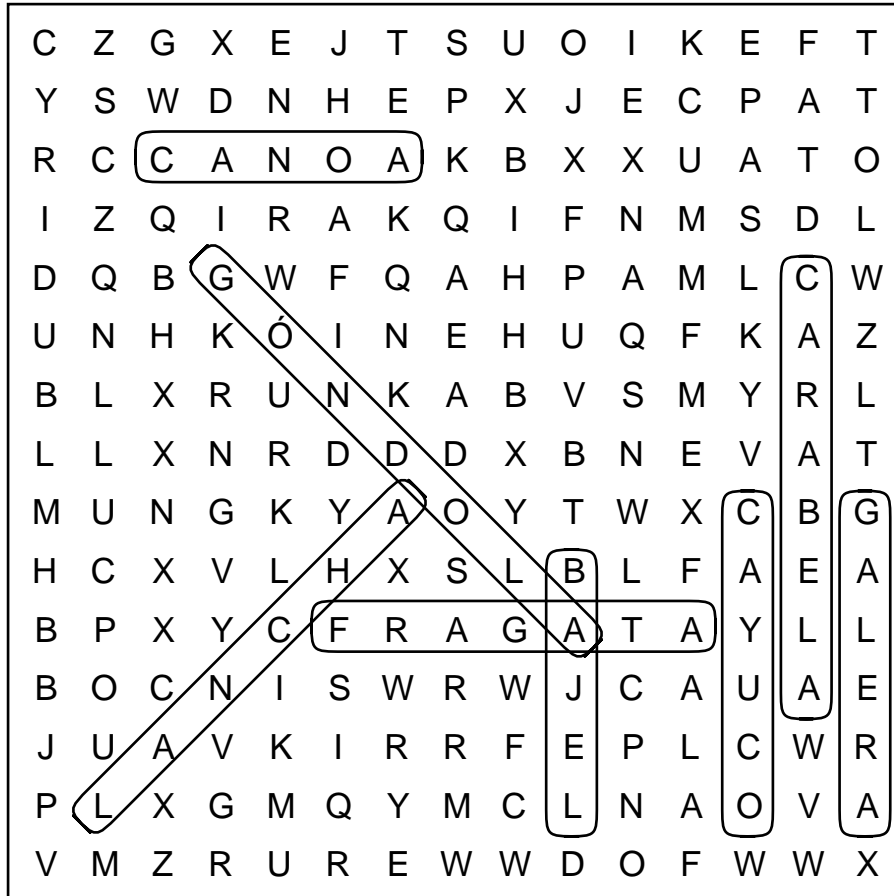 C Z G X E J T S U O I K E F T
Y S W D N H E P X J E C P A T
R C C A N O A K B X X U A T O
I Z Q I R A K Q I F N M S D L
D Q B G W F Q A H P A M L C W
U N H K Ó I N E H U Q F K A Z
B L X R U N K A B V S M Y R L
L L X N R D D D X B N E V A T
M U N G K Y A O Y T W X C B G
H C X V L H X S L B L F A E A
B P X Y C F R A G A T A Y L L
B O C N I S W R W J C A U A E
J U A V K I R R F E P L C W R
P L X G M Q Y M C L N A O V A
V M Z R U R E W W D O F W W X